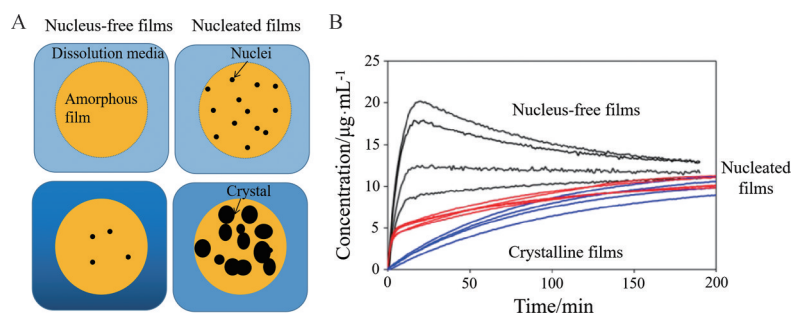 A
Nucleus-free films
Nucleated films
Dissolution media
Amorphous
film
Nuclei
Crystal
B
Concentration/μg·mL⁻¹
25
20
15
10
5
0
0
50
100
150
200
Time/min
Nucleus-free films
Nucleated
films
Crystalline films